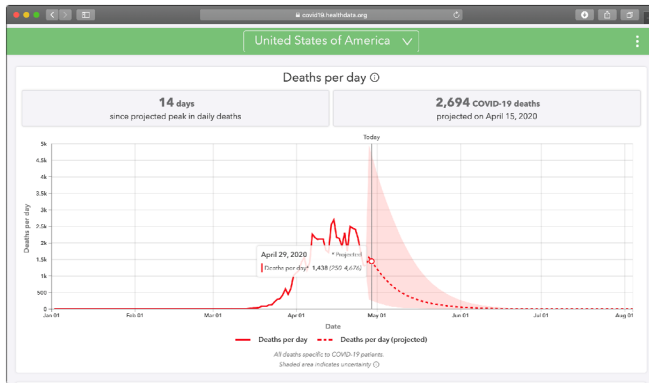 covid19.healthdata.org
United States of America
Deaths per day
14 days
since projected peak in daily deaths
2,694 COVID-19 deaths
projected on April 15, 2020
Today
5k
4.5k
4k
3.5k
3k
2.5k
2k
1.5k
1k
500
0
Deaths per day
April 29, 2020 * Projected
Deaths per day* 1,438 (250-4,676)
Jan 01 Feb 01 Mar 01 Apr 01 May 01 Jun 01 Jul 01 Aug 01
Date
Deaths per day Deaths per day (projected)
All deaths specific to COVID-19 patients.
Shaded area indicates uncertainty